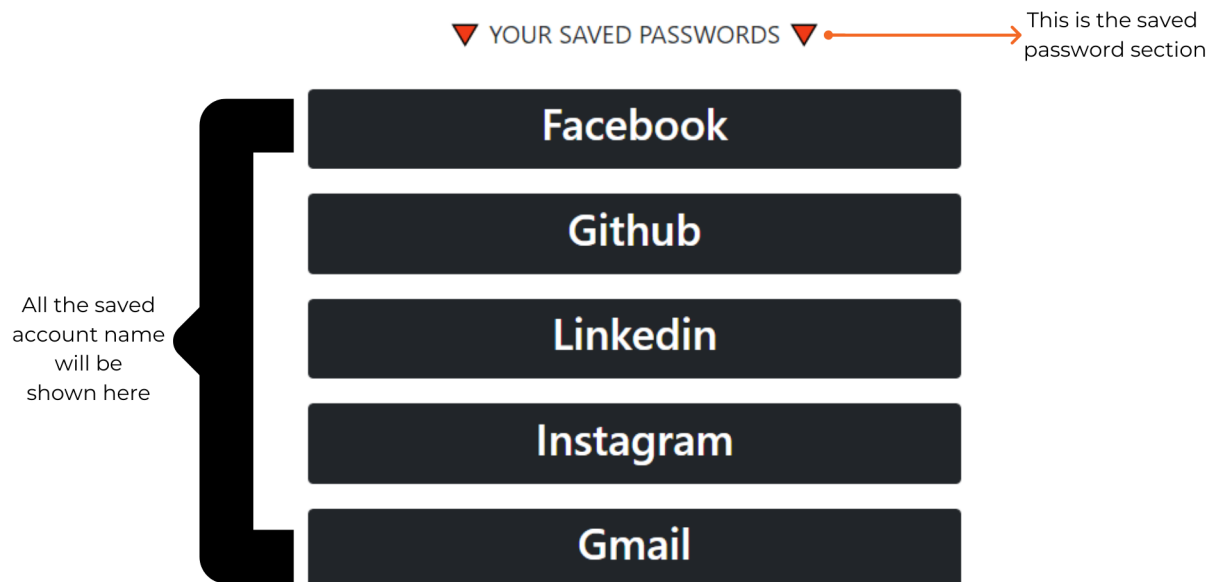 YOUR SAVED PASSWORDS
This is the saved
password section
Facebook
Github
Linkedin
Instagram
Gmail
All the saved
account name
will be
shown here